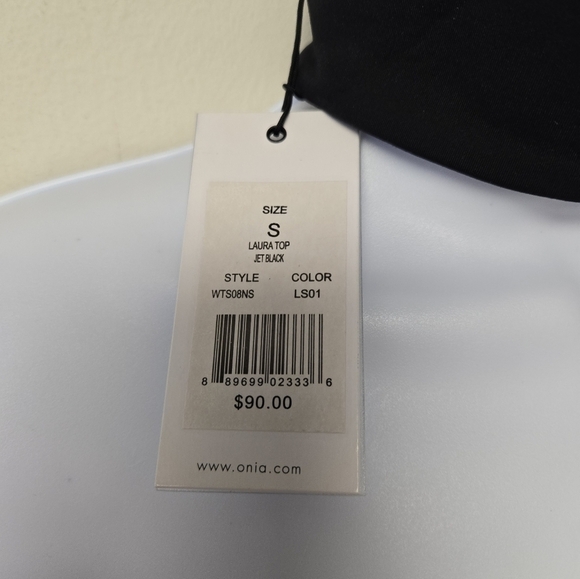 SIZE
S
LAURA TOP
JET BLACK
STYLE COLOR
WTS08NS LS01
8 89699 02333 6
$90.00
www.onia.com